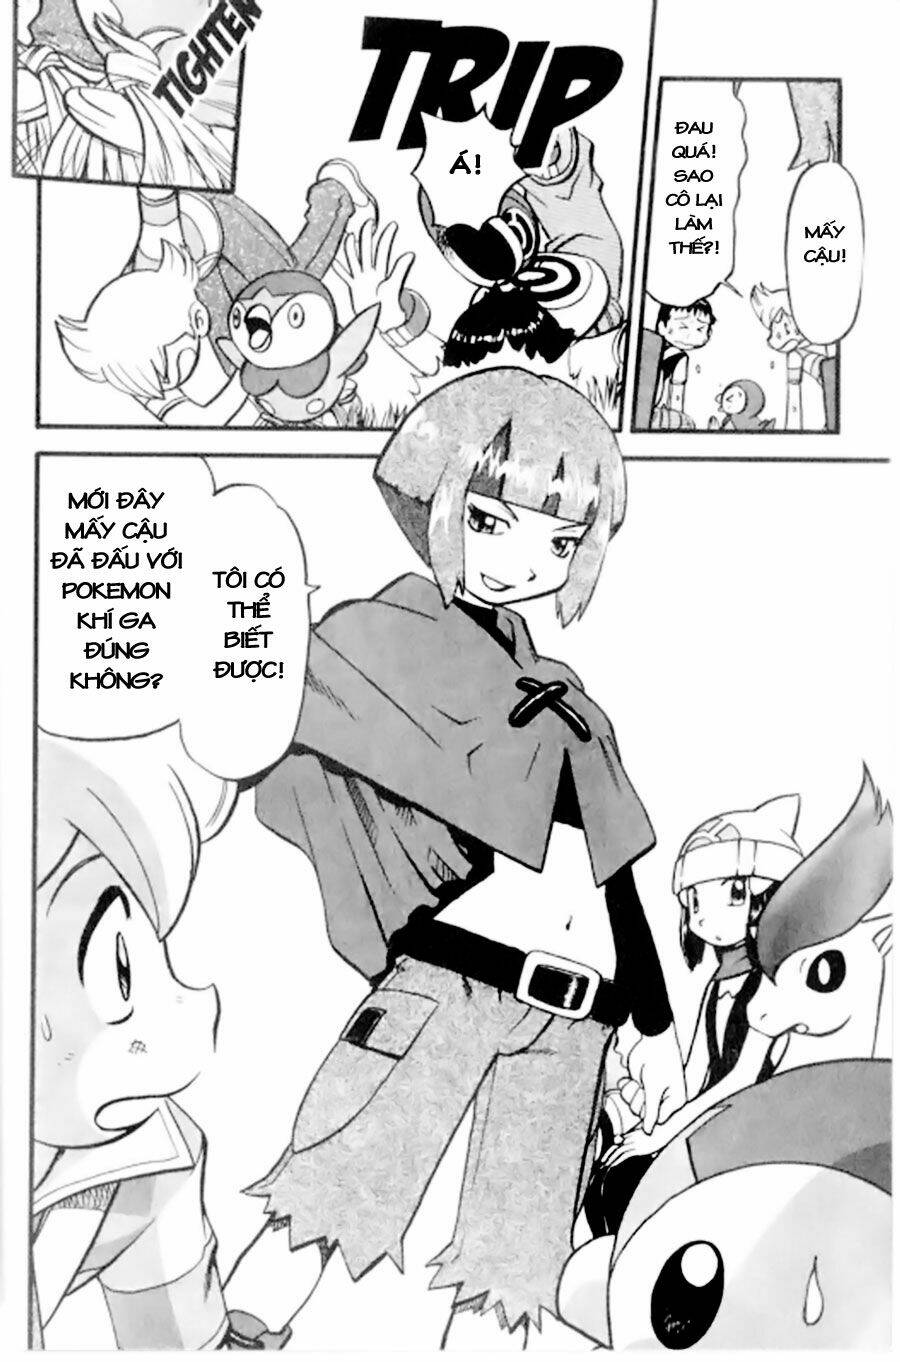 TIGHTEN
TRIP
Á!
ĐAU
QUÁ!
SAO
CÔ LẠI
LÀM
THẾ?!
MẤY
CẬU!
MỚI ĐÂY
MẤY CẬU
ĐÃ ĐẤU VỚI
POKEMON
KHÍ GA
ĐÚNG
KHÔNG?
TÔI CÓ
THỂ
BIẾT
ĐƯỢC!